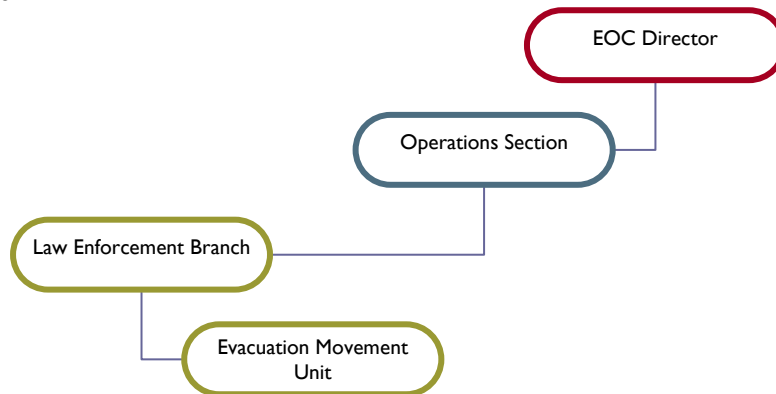 EOC Director
Operations Section
Law Enforcement Branch
Evacuation Movement
Unit